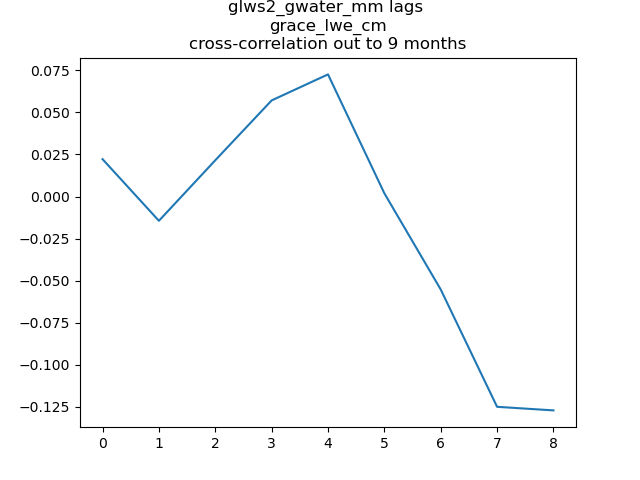 glws2_gwater_mm lags
grace_lwe_cm
cross-correlation out to 9 months
0.075
0.050
0.025
0.000
−0.025
−0.050
−0.075
−0.100
−0.125
0 1 2 3 4 5 6 7 8